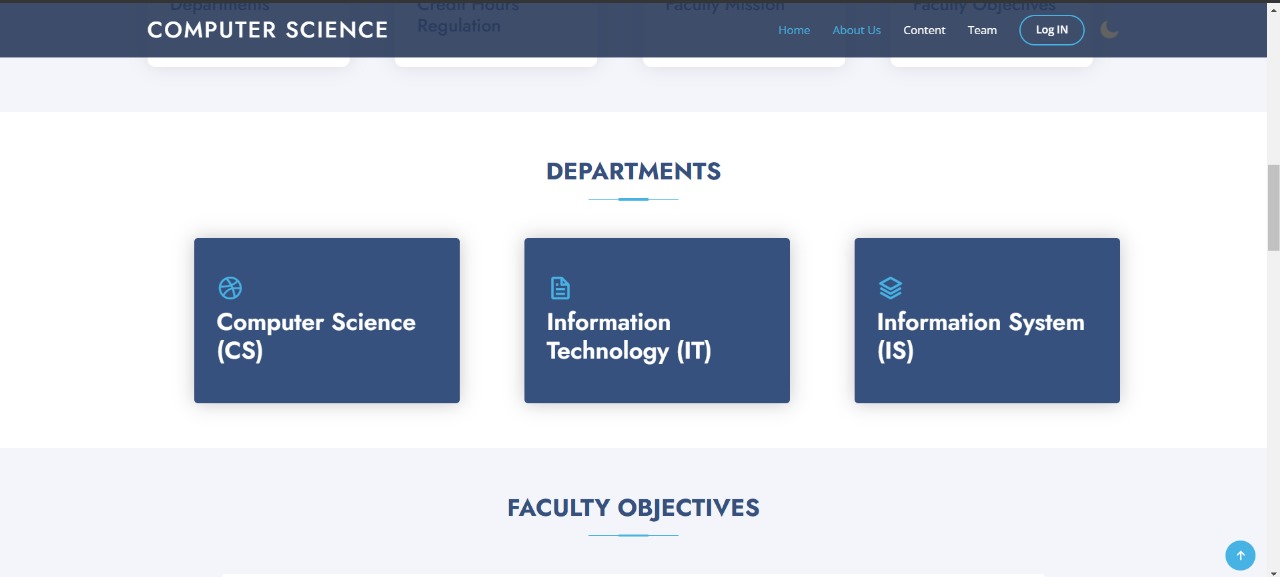 Departments
Credit Hours
Regulation
Faculty Mission
Faculty Objectives
COMPUTER SCIENCE
Home
About Us
Content
Team
Log IN
DEPARTMENTS
Computer Science
(CS)
Information
Technology (IT)
Information System
(IS)
FACULTY OBJECTIVES